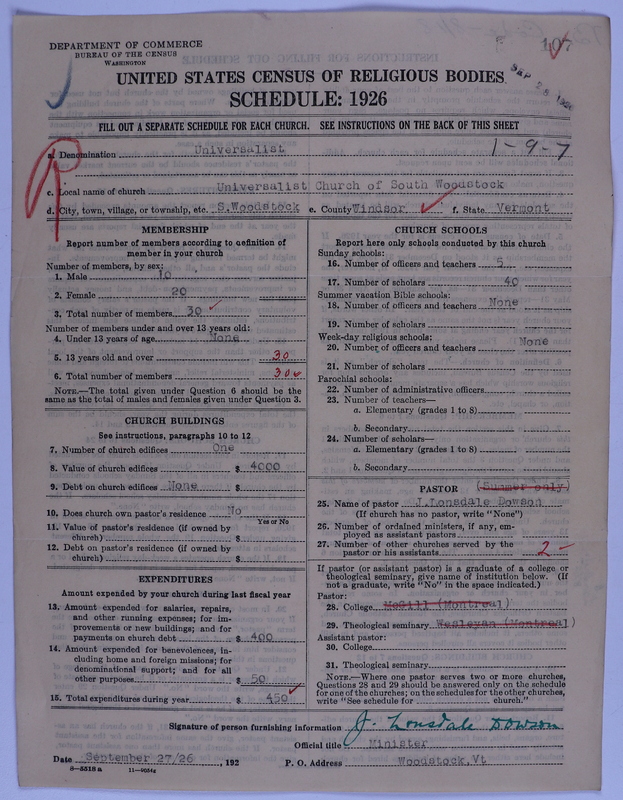 107
DEPARTMENT OF COMMERCE
BUREAU OF THE CENSUS
WASHINGTON
SEP 28 1926
UNITED STATES CENSUS OF RELIGIOUS BODIES
SCHEDULE: 1926
FILL OUT A SEPARATE SCHEDULE FOR EACH CHURCH. SEE INSTRUCTIONS ON THE BACK OF THIS SHEET
a. Denomination Universalist 1-9-7
c. Local name of church Universalist Church of South Woodstock
d. City, town, village, or township, etc. S.Woodstock e. County Windsor f. State Vermont
MEMBERSHIP
Report number of members according to definition of
member in your church
Number of members, by sex:
1. Male 10
2. Female 20
3. Total number of members 30
Number of members under and over 13 years old:
4. Under 13 years of age None
5. 13 years old and over 30
6. Total number of members 30
NOTE.—The total given under Question 6 should be the
same as the total of males and females given under Question 3.
CHURCH BUILDINGS
See instructions, paragraphs 10 to 12
7. Number of church edifices One
8. Value of church edifices $ 4000
9. Debt on church edifices None $
10. Does church own pastor's residence No
Yes or No
11. Value of pastor's residence (if owned by
church) $
12. Debt on pastor's residence (if owned by
church) $
EXPENDITURES
Amount expended by your church during last fiscal year
13. Amount expended for salaries, repairs,
and other running expenses; for im-
provements or new buildings; and for
payments on church debt $ 400
14. Amount expended for benevolences, in-
cluding home and foreign missions; for
denominational support; and for all
other purposes $ 50
15. Total expenditures during year $ 450
CHURCH SCHOOLS
Report here only schools conducted by this church
Sunday schools:
16. Number of officers and teachers 5
17. Number of scholars 40
Summer vacation Bible schools:
18. Number of officers and teachers None
19. Number of scholars
Week-day religious schools:
20. Number of officers and teachers None
21. Number of scholars
Parochial schools:
22. Number of administrative officers
23. Number of teachers—
a. Elementary (grades 1 to 8)
b. Secondary
24. Number of scholars—
a. Elementary (grades 1 to 8)
b. Secondary
PASTOR (Summer only)
25. Name of pastor J.Lonsdale Dowson
(If church has no pastor, write "None")
26. Number of ordained ministers, if any, em-
ployed as assistant pastors
27. Number of other churches served by the
pastor or his assistants 2 -
If pastor (or assistant pastor) is a graduate of a college or
theological seminary, give name of institution below. (If
not a graduate, write "No" in the space indicated.)
Pastor:
28. College McGill (Montreal)
29. Theological seminary Wesleyan (Montreal)
Assistant pastor:
30. College
31. Theological seminary
NOTE.—Where one pastor serves two or more churches,
Questions 28 and 29 should be answered only on the schedule
for one of the churches; on the schedules for the other churches,
write "See schedule for church."
Signature of person furnishing information J. Lonsdale Dowson
Official title Minister
Date September 27/26 , 192 P. O. Address Woodstock,Vt
8-5518a 11-9054g